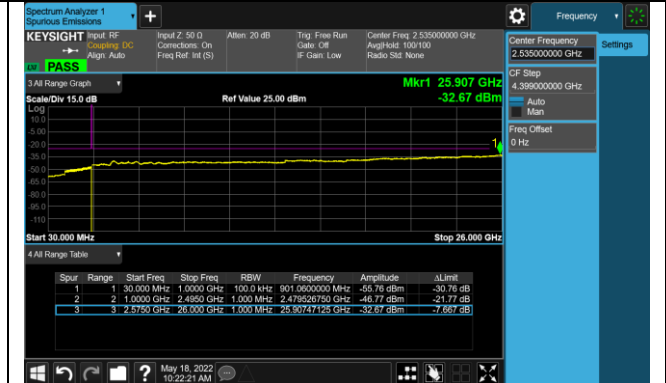 Spectrum Analyzer 1
Spurious Emissions
Frequency
KEYSIGHT Input: RF Input Z: 50 Ω Atten: 20 dB Trig: Free Run Center Freq: 2.535000000 GHz
Coupling: DC Corrections: On Gate: Off Avg|Hold: 100/100
Align: Auto Freq Ref: Int (S) IF Gain: Low Radio Std: None
PASS
Center Frequency
2.535000000 GHz
Settings
CF Step
4.399000000 GHz
Auto
Man
Freq Offset
0 Hz
3 All Range Graph
Mkr1 25.907 GHz
Scale/Div 15.0 dB Ref Value 25.00 dBm -32.67 dBm
Log
10.0
-5.00
-20.0
-35.0
-50.0
-65.0
-80.0
-95.0
-110
1
Start 30.000 MHz Stop 26.000 GHz
4 All Range Table
Spur Range Start Freq Stop Freq RBW Frequency Amplitude ΔLimit
1 1 30.000 MHz 1.0000 GHz 100.0 kHz 901.0600000 MHz -55.76 dBm -30.76 dB
2 2 1.0000 GHz 2.4950 GHz 1.000 MHz 2.479526750 GHz -46.77 dBm -21.77 dB
3 3 2.5750 GHz 26.000 GHz 1.000 MHz 25.90747125 GHz -32.67 dBm -7.667 dB
May 18, 2022
10:22:21 AM